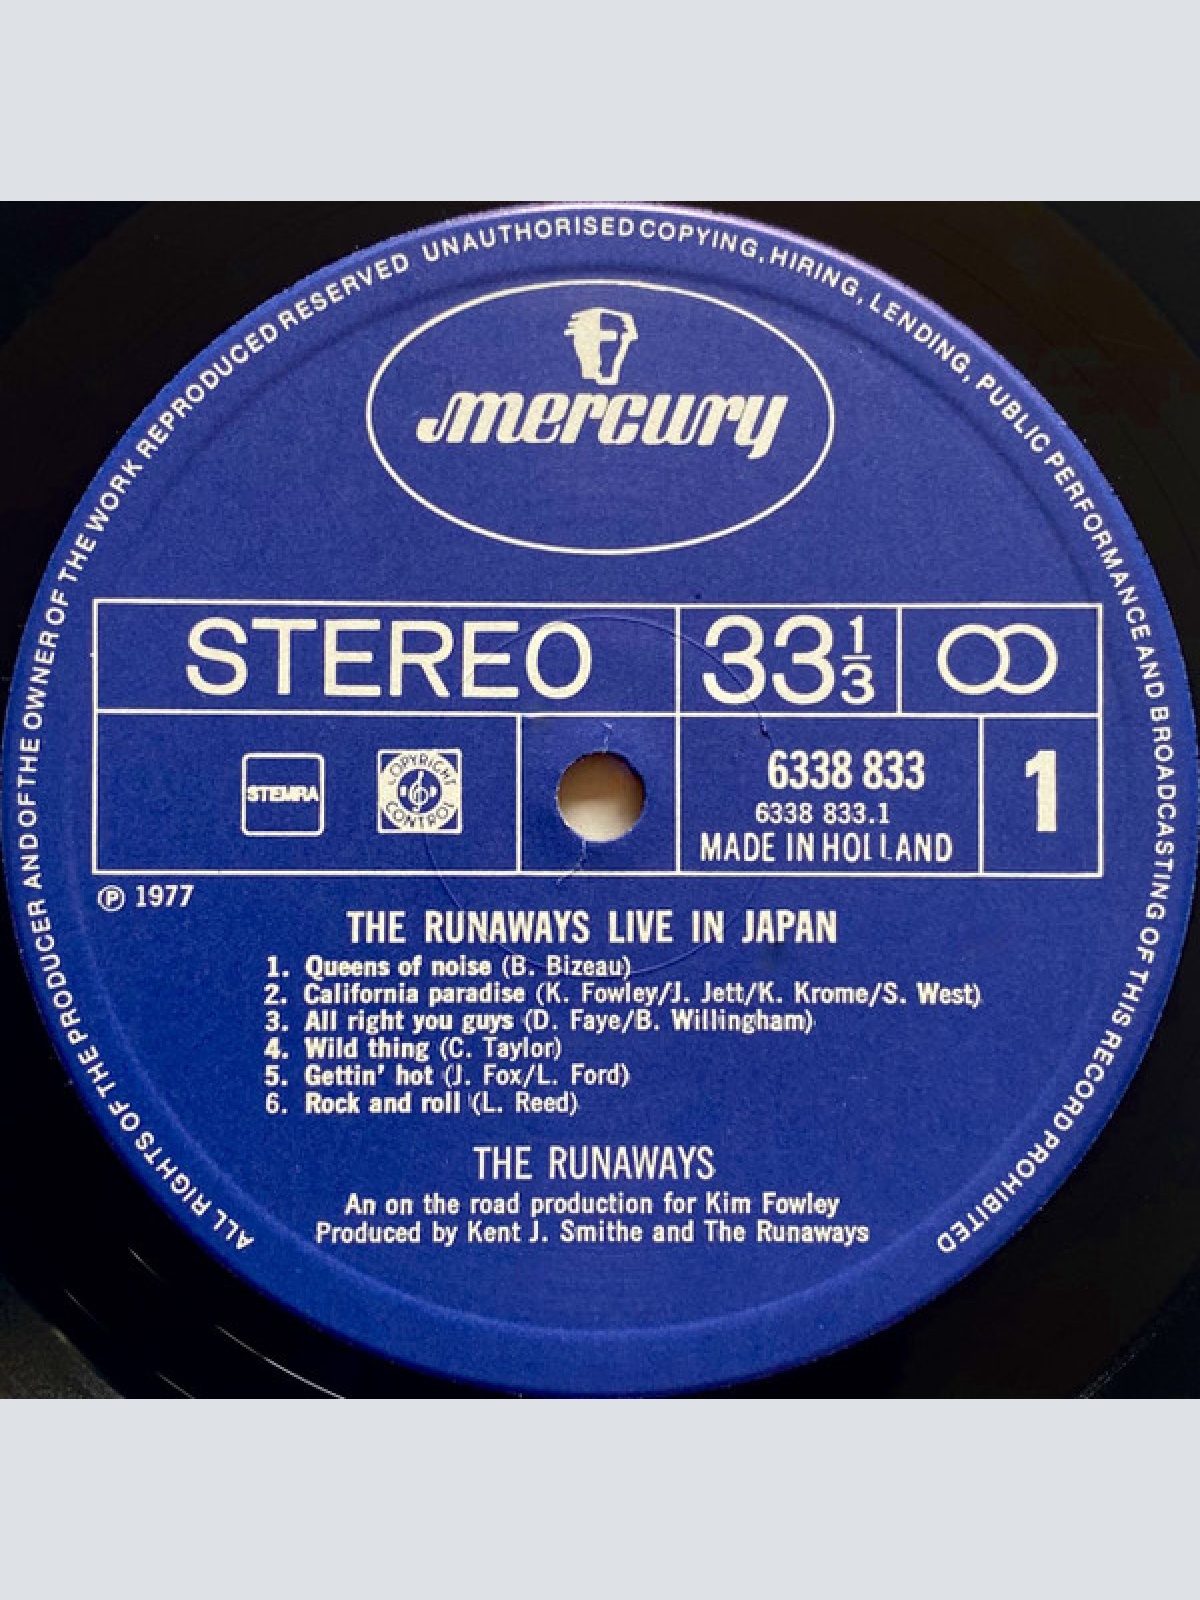 ALL RIGHTS OF THE PRODUCER AND OF THE OWNER OF THE WORK REPRODUCED RESERVED UNAUTHORISED COPYING, HIRING, LENDING, PUBLIC PERFORMANCE AND BROADCASTING OF THIS RECORD PROHIBITED
mercury
STEREO
33 1/3
STEMRA
COPYRIGHT CONTROL
6338 833
6338 833.1
MADE IN HOLLAND
1
℗ 1977
THE RUNAWAYS LIVE IN JAPAN
1. Queens of noise (B. Bizeau)
2. California paradise (K. Fowley/J. Jett/K. Krome/S. West)
3. All right you guys (D. Faye/B. Willingham)
4. Wild thing (C. Taylor)
5. Gettin' hot (J. Fox/L. Ford)
6. Rock and roll (L. Reed)
THE RUNAWAYS
An on the road production for Kim Fowley
Produced by Kent J. Smithe and The Runaways